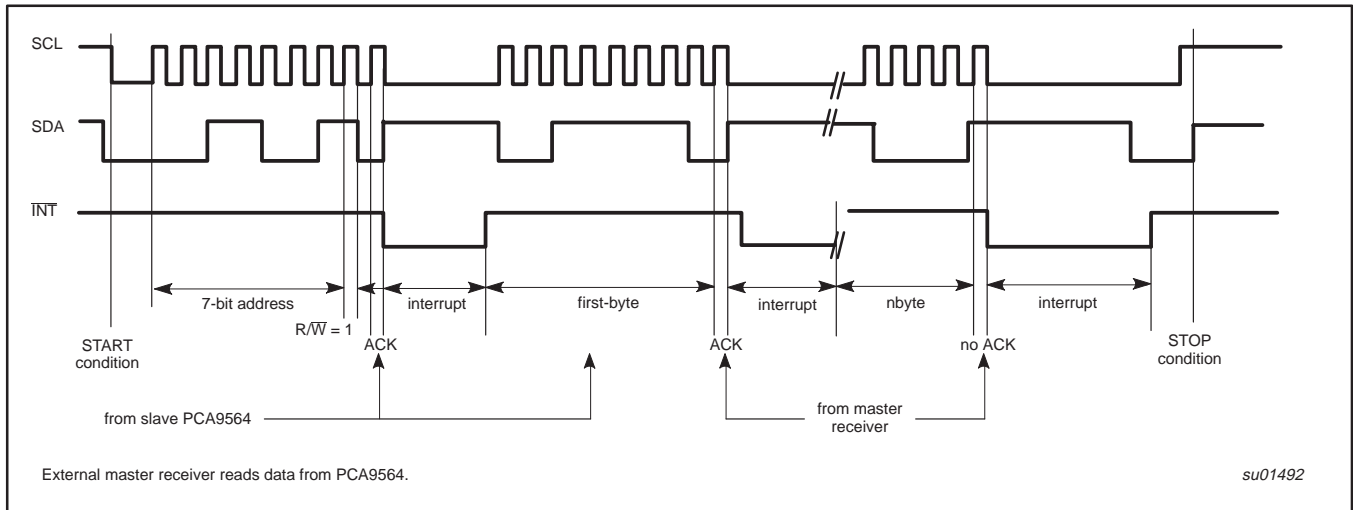 SCL
SDA
INT
7-bit address
interrupt
first-byte
interrupt
nbyte
interrupt
R/W = 1
START
condition
ACK
ACK
no ACK
STOP
condition
from slave PCA9564
from master
receiver
External master receiver reads data from PCA9564.
su01492